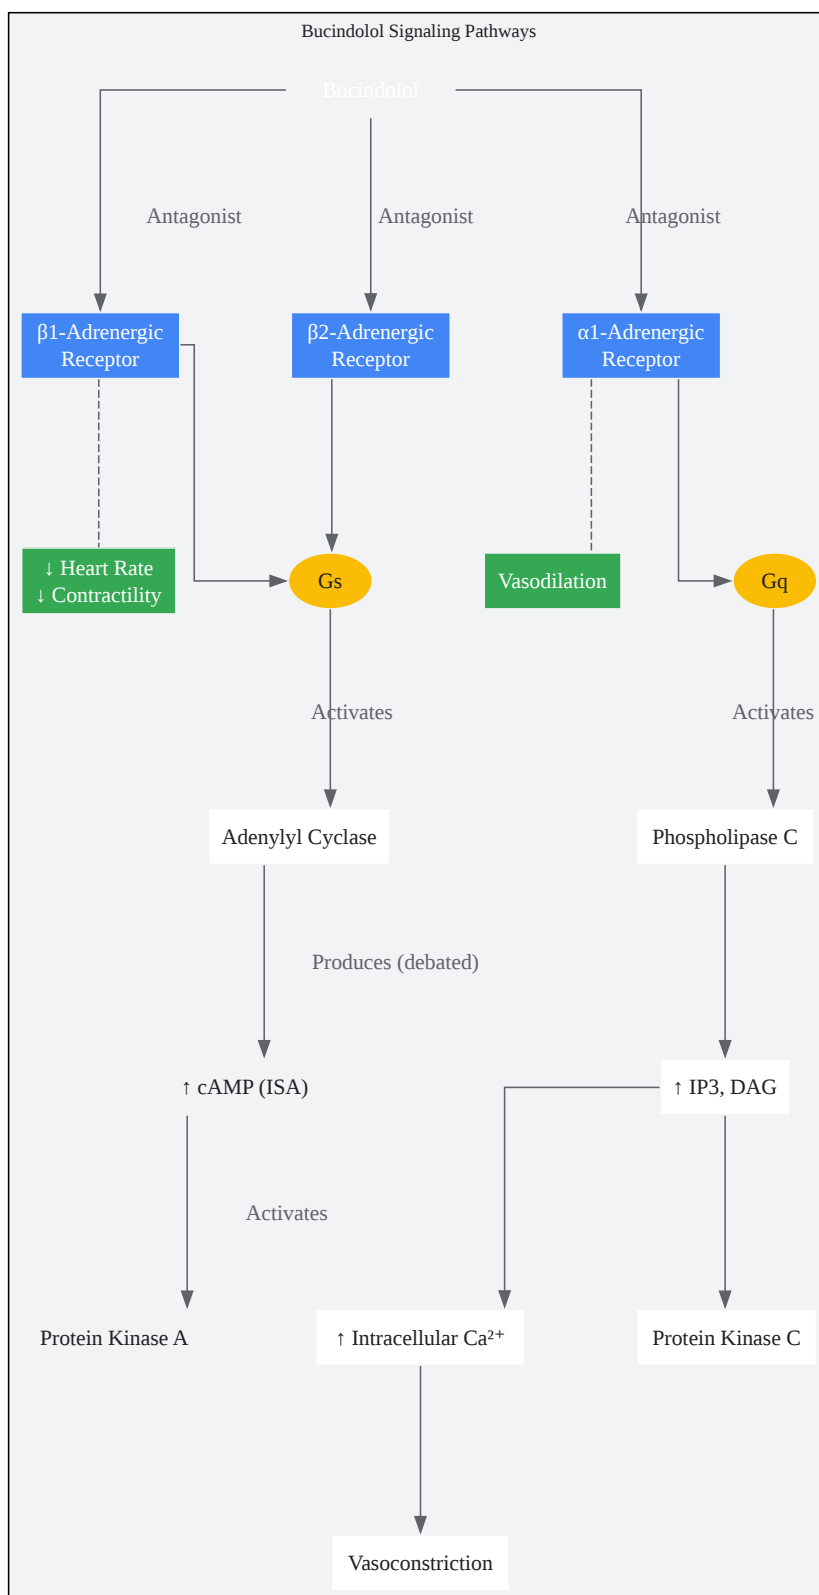 Bucindolol Signaling Pathways
Bucindolol
Antagonist
Antagonist
Antagonist
β1-Adrenergic
Receptor
β2-Adrenergic
Receptor
α1-Adrenergic
Receptor
↓ Heart Rate
↓ Contractility
Gs
Vasodilation
Gq
Activates
Activates
Adenylyl Cyclase
Phospholipase C
Produces (debated)
↑ cAMP (ISA)
↑ IP3, DAG
Activates
Protein Kinase A
↑ Intracellular Ca²⁺
Protein Kinase C
Vasoconstriction